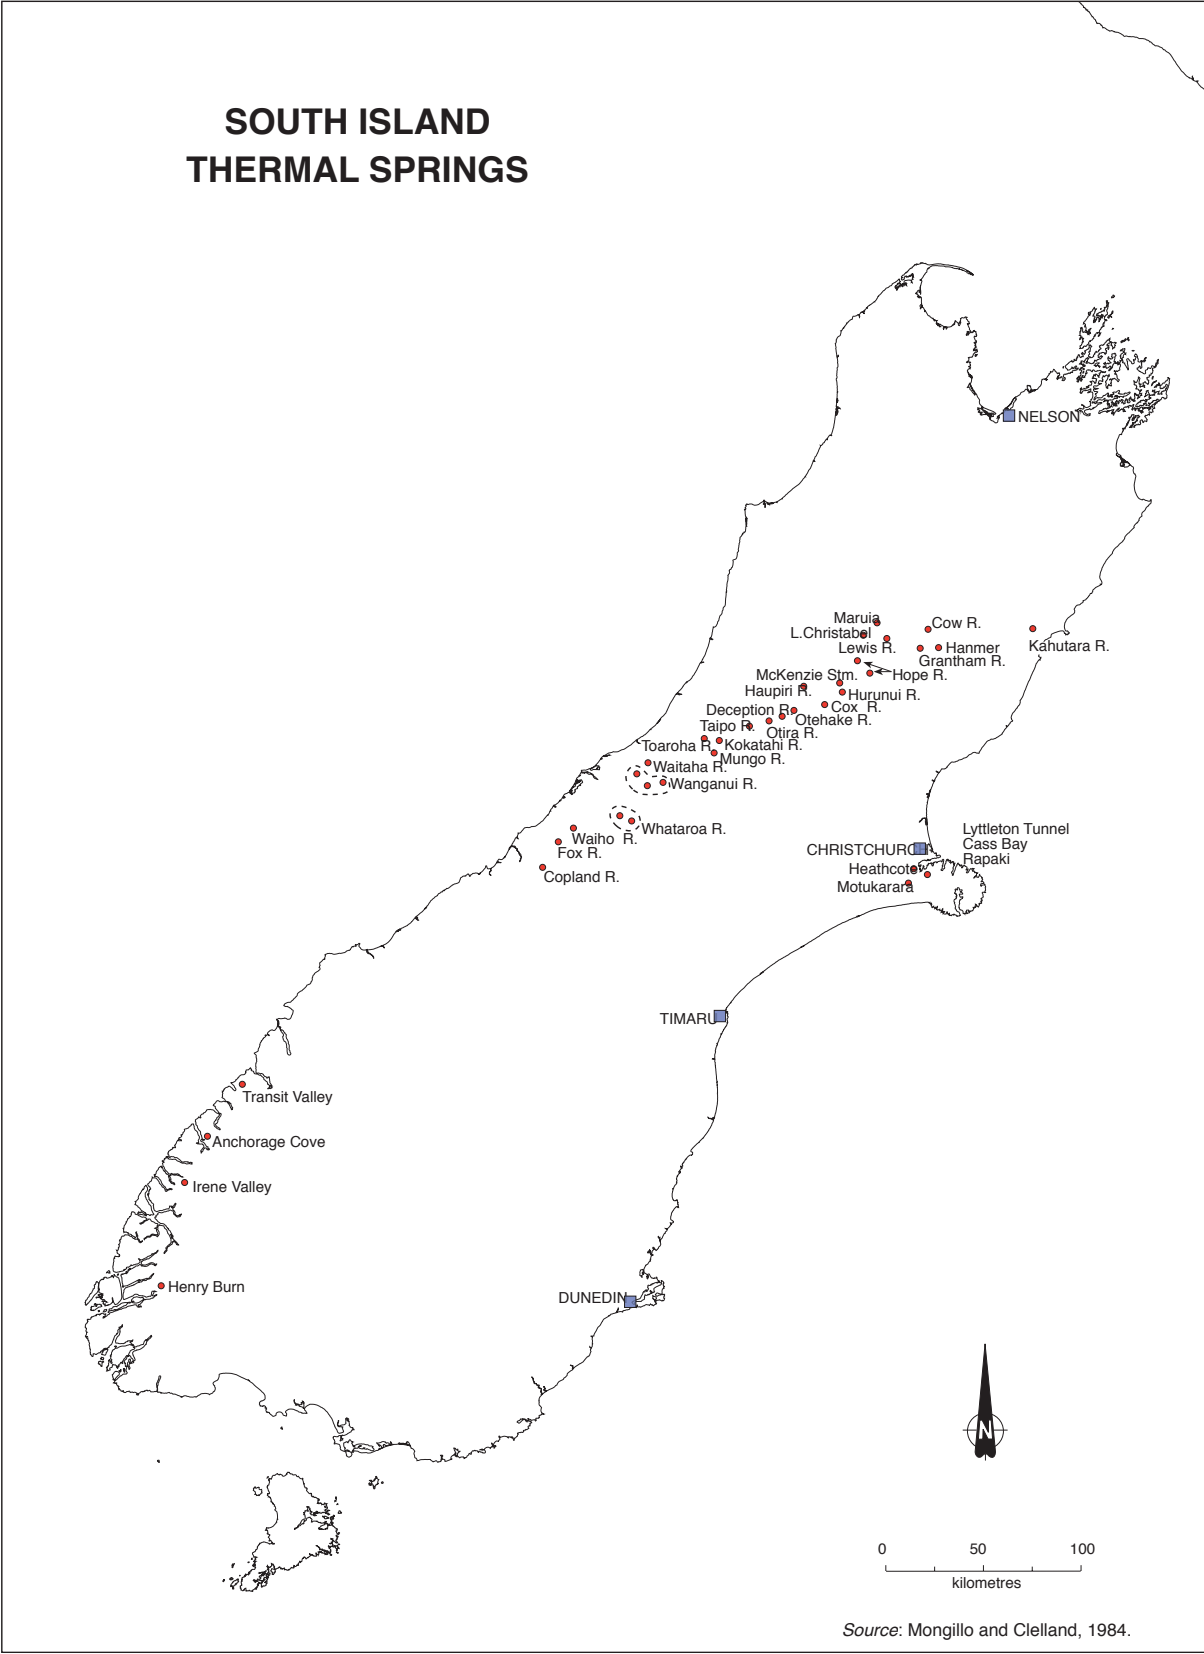 SOUTH ISLAND
THERMAL SPRINGS
NELSON
Maruia
L.Christabel
Cow R.
Lewis R.
Hanmer
Grantham R.
Kahutara R.
Hope R.
McKenzie Stm.
Haupiri R.
Hurunui R.
Cox R.
Deception R.
Otehake R.
Taipo R.
Otira R.
Toaroha R.
Kokatahi R.
Mungo R.
Waitaha R.
Wanganui R.
Whataroa R.
Waiho R.
Fox R.
Copland R.
CHRISTCHURCH
Lyttleton Tunnel
Cass Bay
Rapaki
Heathcote
Motukarara
TIMARU
Transit Valley
Anchorage Cove
Irene Valley
Henry Burn
DUNEDIN
N
0 50 100
kilometres
Source: Mongillo and Clelland, 1984.